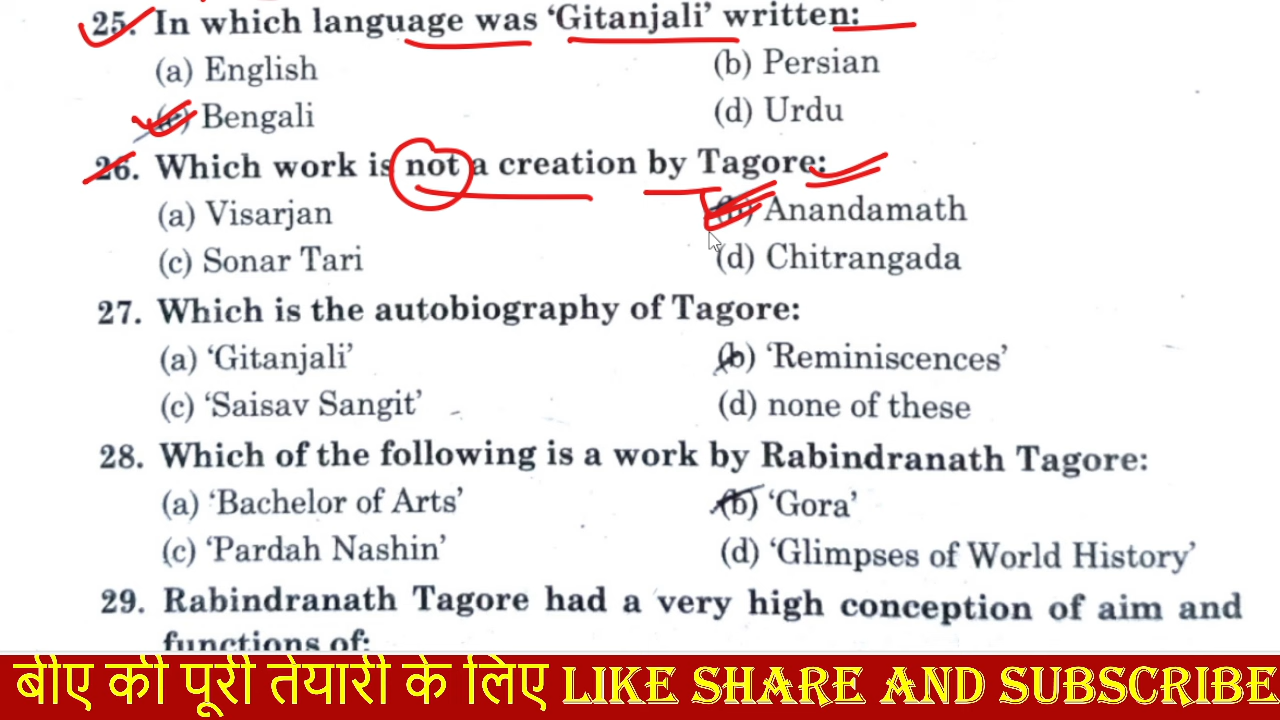 25. In which language was ‘Gitanjali’ written:
(a) English (b) Persian
(c) Bengali (d) Urdu
26. Which work is not a creation by Tagore:
(a) Visarjan (b) Anandamath
(c) Sonar Tari (d) Chitrangada
27. Which is the autobiography of Tagore:
(a) ‘Gitanjali’ (b) ‘Reminiscences’
(c) ‘Saisav Sangit’ (d) none of these
28. Which of the following is a work by Rabindranath Tagore:
(a) ‘Bachelor of Arts’ (b) ‘Gora’
(c) ‘Pardah Nashin’ (d) ‘Glimpses of World History’
29. Rabindranath Tagore had a very high conception of aim and
functions of:
बीए की पूरी तेयारी के लिए LIKE SHARE AND SUBSCRIBE